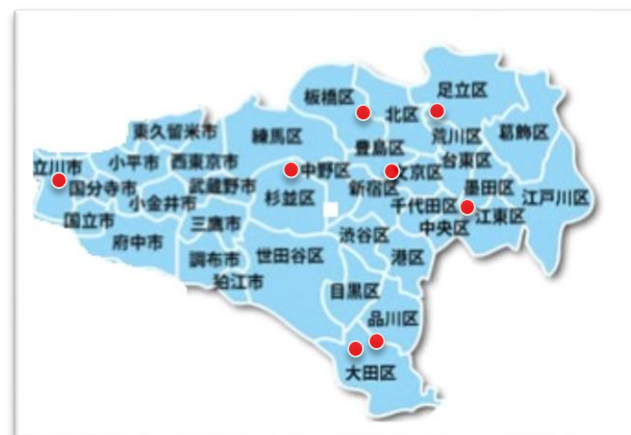 足立区
板橋区
北区
東久留米市
練馬区
荒川区
葛飾区
豊島区
立川市
小平市
西東京市
中野区
文京区
台東区
国分寺市
武蔵野市
杉並区
新宿区
墨田区
江戸川区
小金井市
千代田区
国立市
三鷹市
中央区
江東区
府中市
渋谷区
調布市
世田谷区
港区
狛江市
目黒区
品川区
大田区